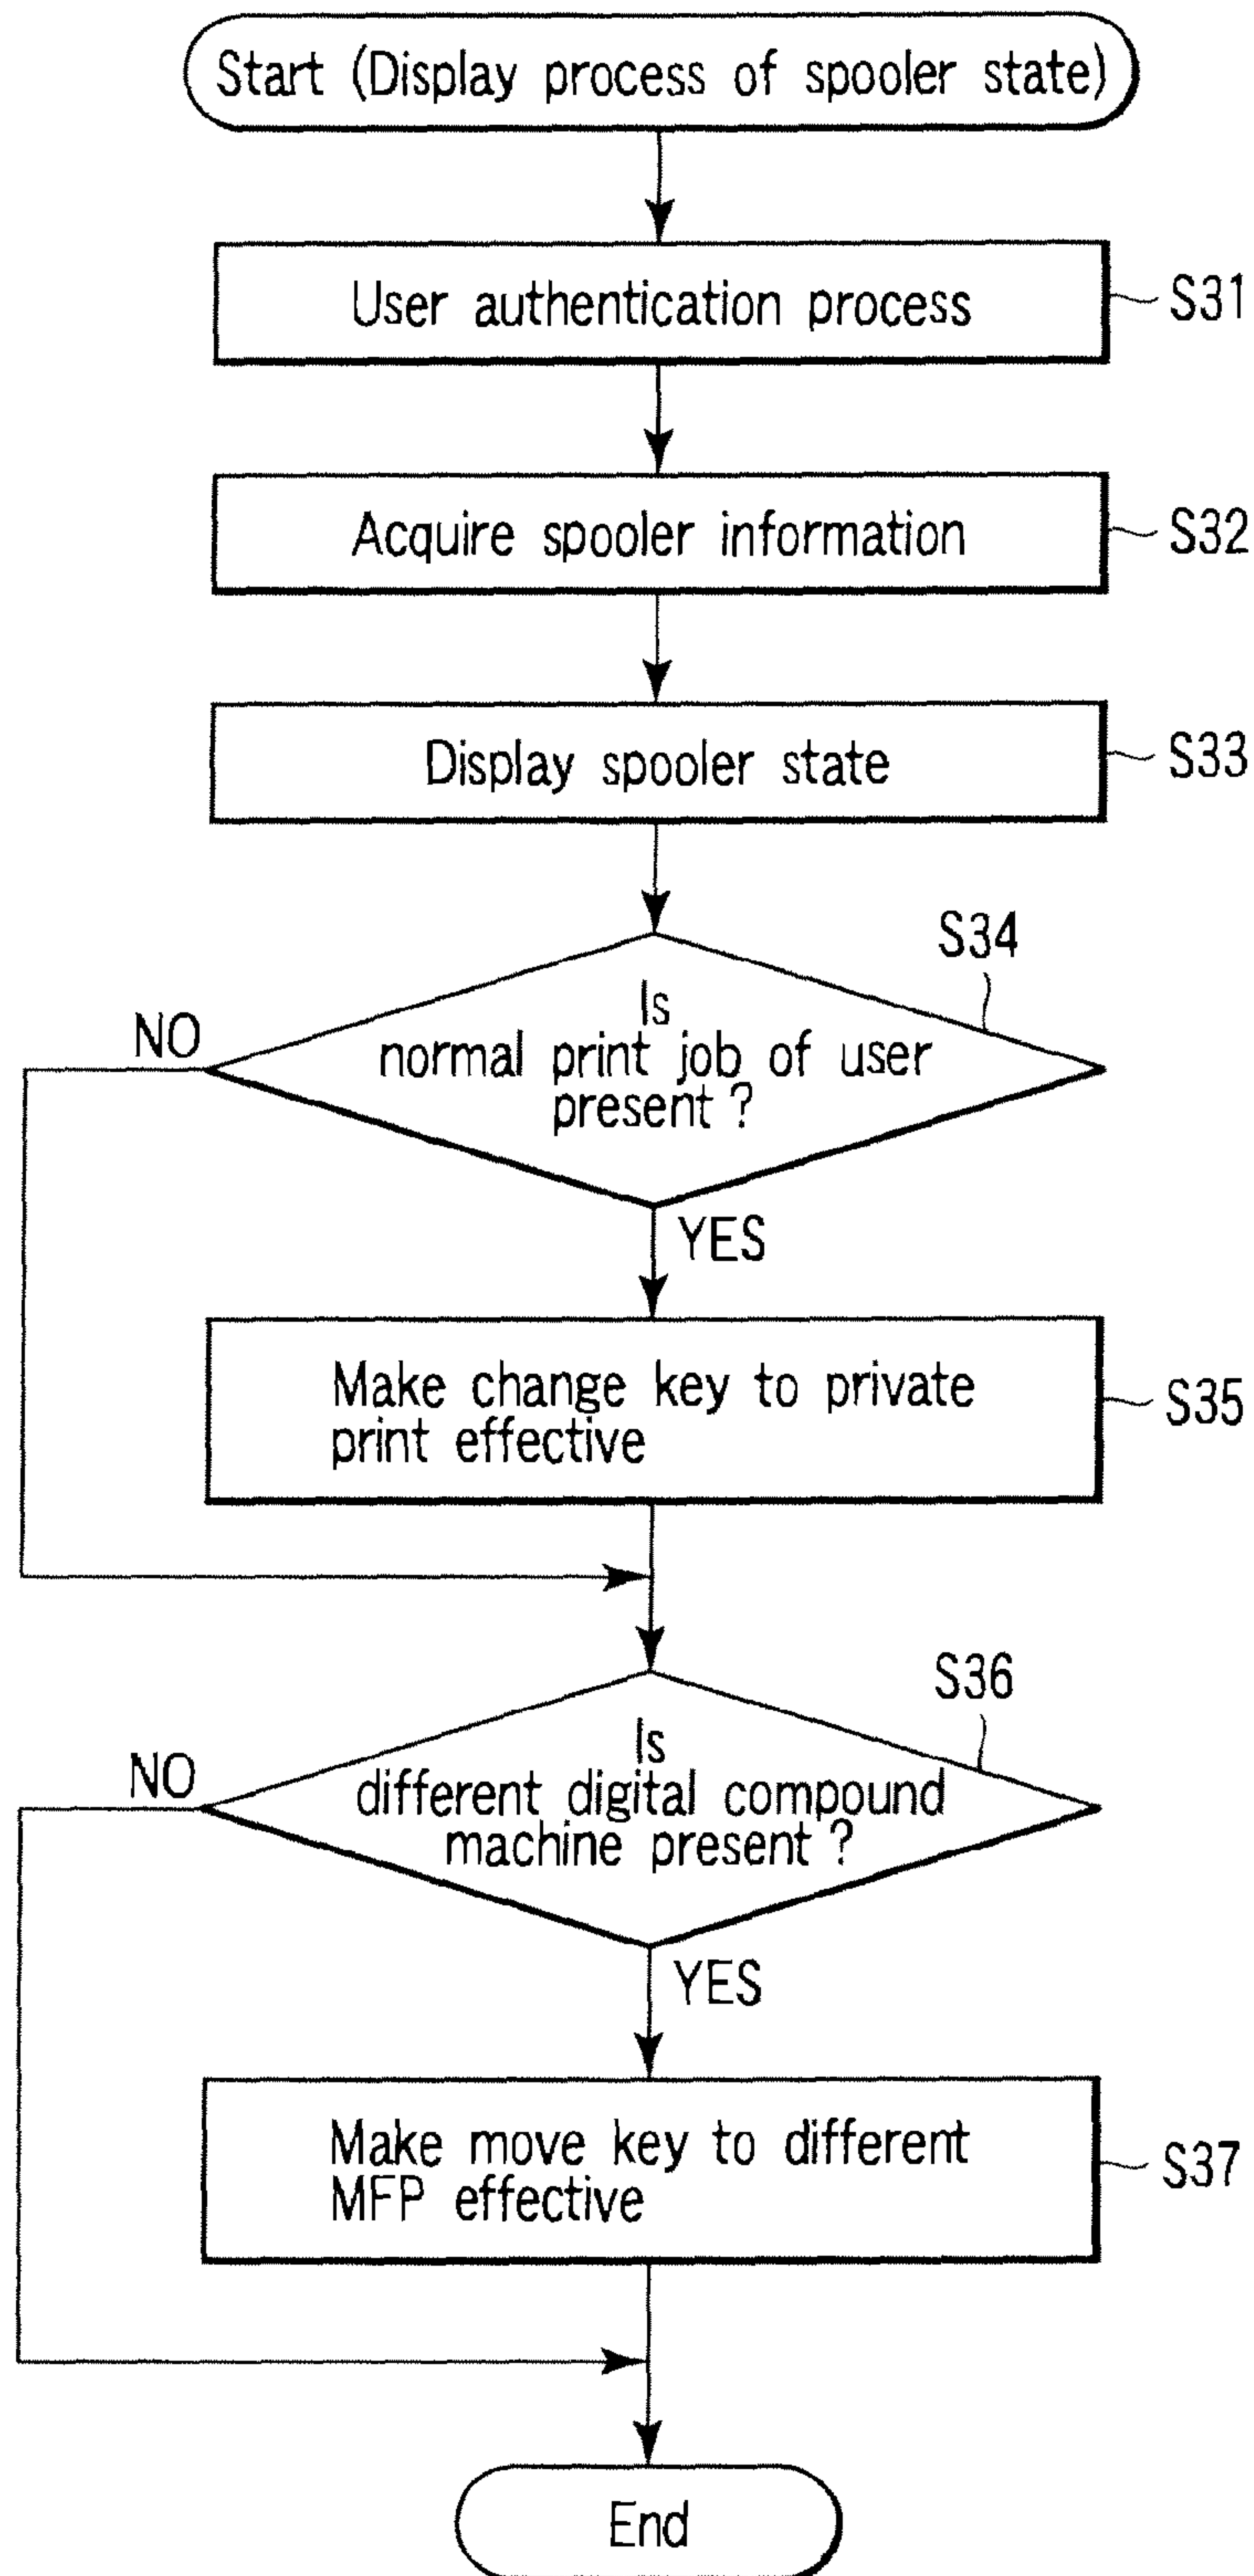 Start (Display process of spooler state)
User authentication process
S31
Acquire spooler information
S32
Display spooler state
S33
S34
Is
normal print job of user
present ?
NO
YES
Make change key to private
print effective
S35
S36
Is
different digital compound
machine present ?
NO
YES
Make move key to different
MFP effective
S37
End